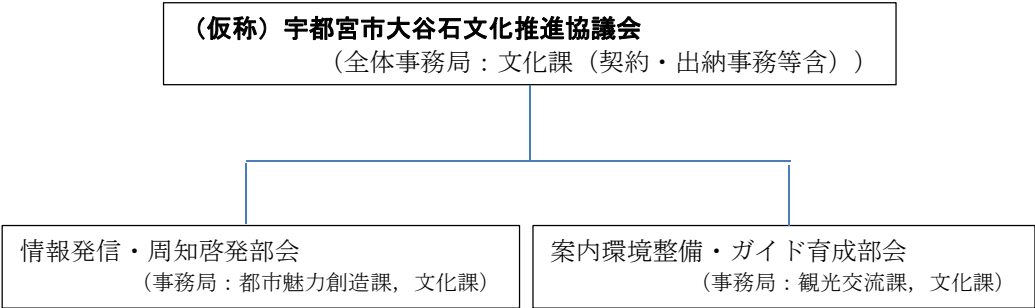 （仮称）宇都宮市大谷石文化推進協議会
（全体事務局：文化課（契約・出納事務等含））
情報発信・周知啓発部会
（事務局：都市魅力創造課，文化課）
案内環境整備・ガイド育成部会
（事務局：観光交流課，文化課）